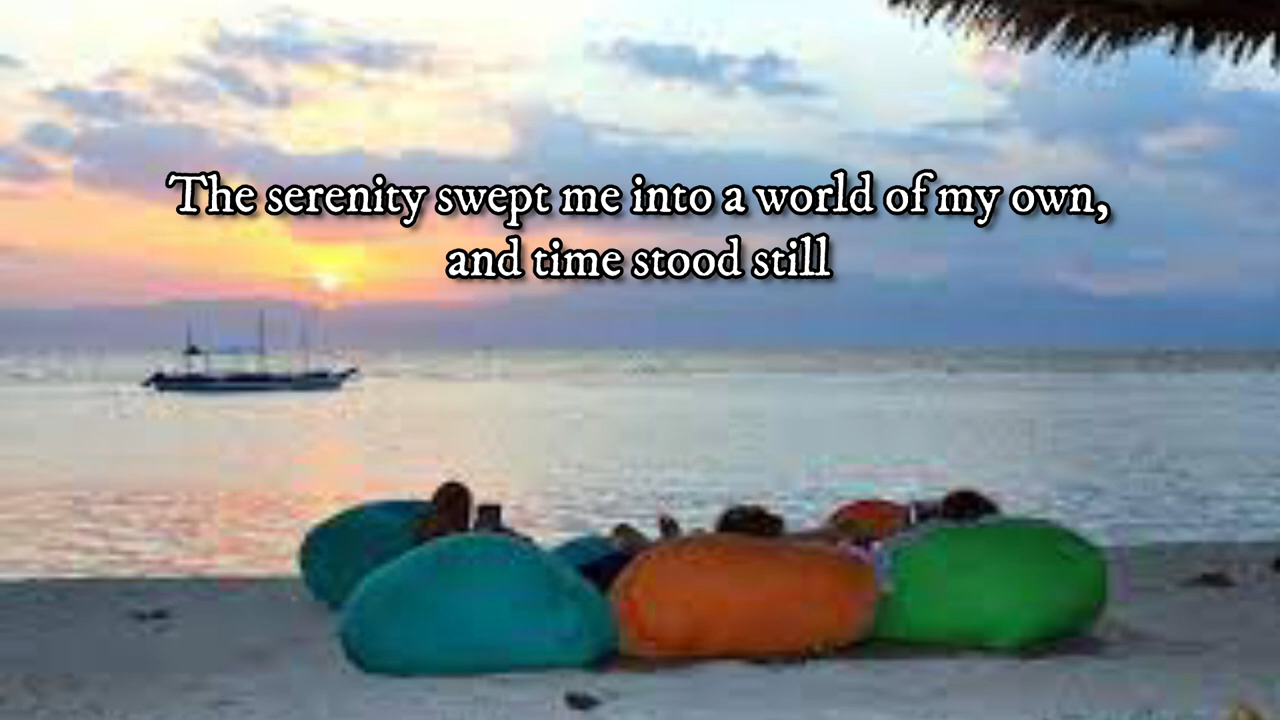 The serenity swept me into a world of my own,
and time stood still